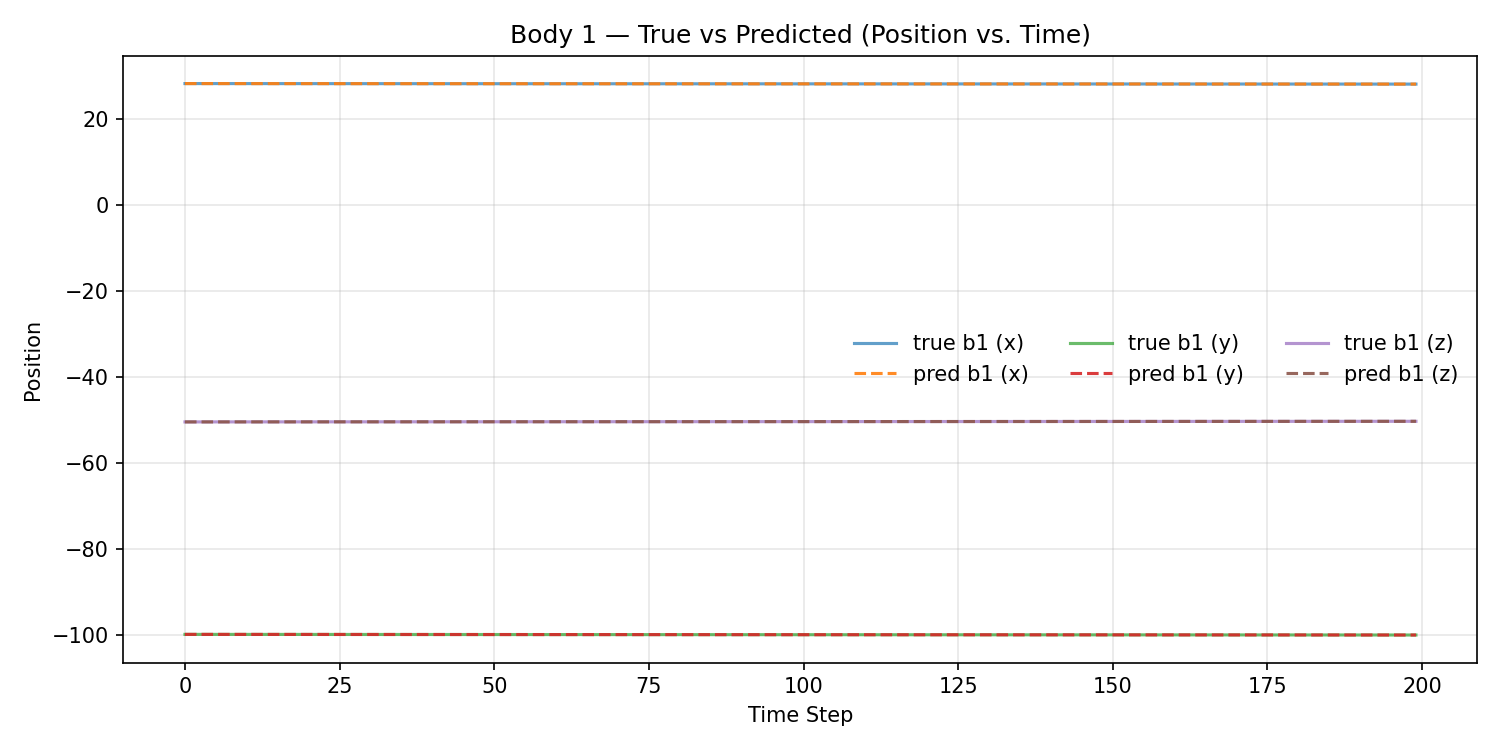 Body 1 — True vs Predicted (Position vs. Time)
Position
20
0
−20
−40
−60
−80
−100
true b1 (x)
pred b1 (x)
true b1 (y)
pred b1 (y)
true b1 (z)
pred b1 (z)
0 25 50 75 100 125 150 175 200
Time Step